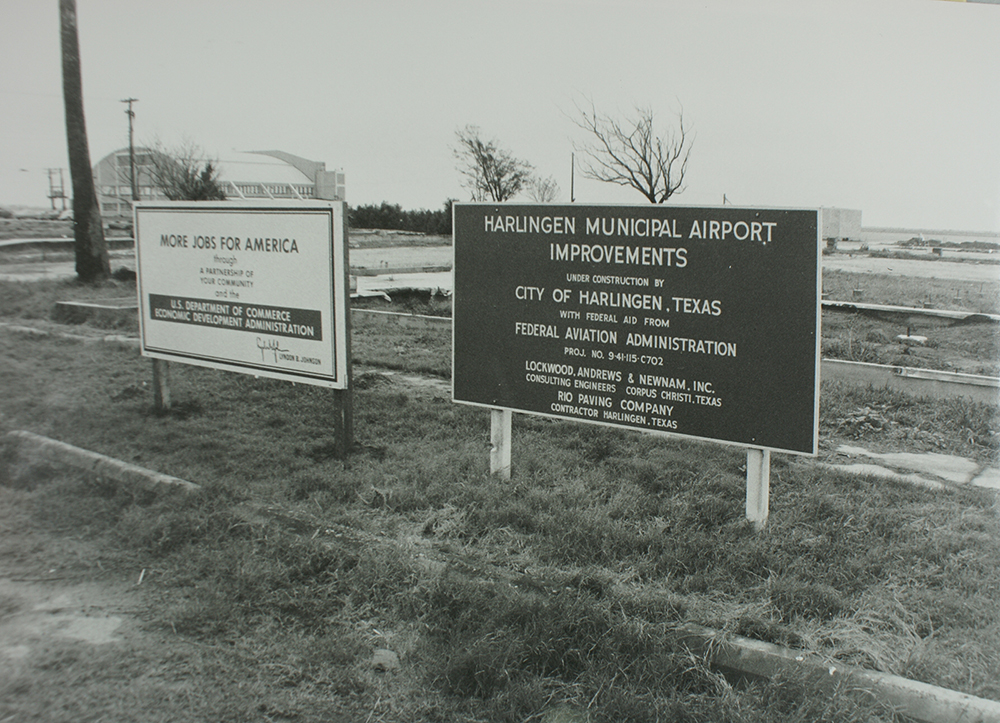 MORE JOBS FOR AMERICA
through
A PARTNERSHIP OF
YOUR COMMUNITY
and the
U.S. DEPARTMENT OF COMMERCE
ECONOMIC DEVELOPMENT ADMINISTRATION
LYNDON B. JOHNSON
HARLINGEN MUNICIPAL AIRPORT
IMPROVEMENTS
UNDER CONSTRUCTION BY
CITY OF HARLINGEN, TEXAS
WITH FEDERAL AID FROM
FEDERAL AVIATION ADMINISTRATION
PROJ. NO. 9-41-115-C702
LOCKWOOD, ANDREWS & NEWNAM, INC.
CONSULTING ENGINEERS CORPUS CHRISTI, TEXAS
RIO PAVING COMPANY
CONTRACTOR HARLINGEN, TEXAS